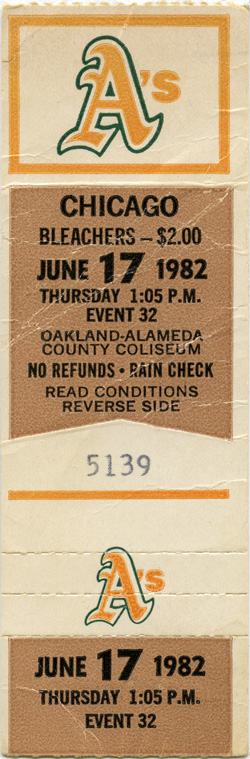 A's
CHICAGO
BLEACHERS – $2.00
JUNE 17 1982
THURSDAY 1:05 P.M.
EVENT 32
OAKLAND-ALAMEDA
COUNTY COLISEUM
NO REFUNDS • RAIN CHECK
READ CONDITIONS
REVERSE SIDE
5139
A's
JUNE 17 1982
THURSDAY 1:05 P.M.
EVENT 32